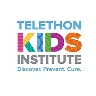 TELETHON
KIDS
INSTITUTE
Discover. Prevent. Cure.